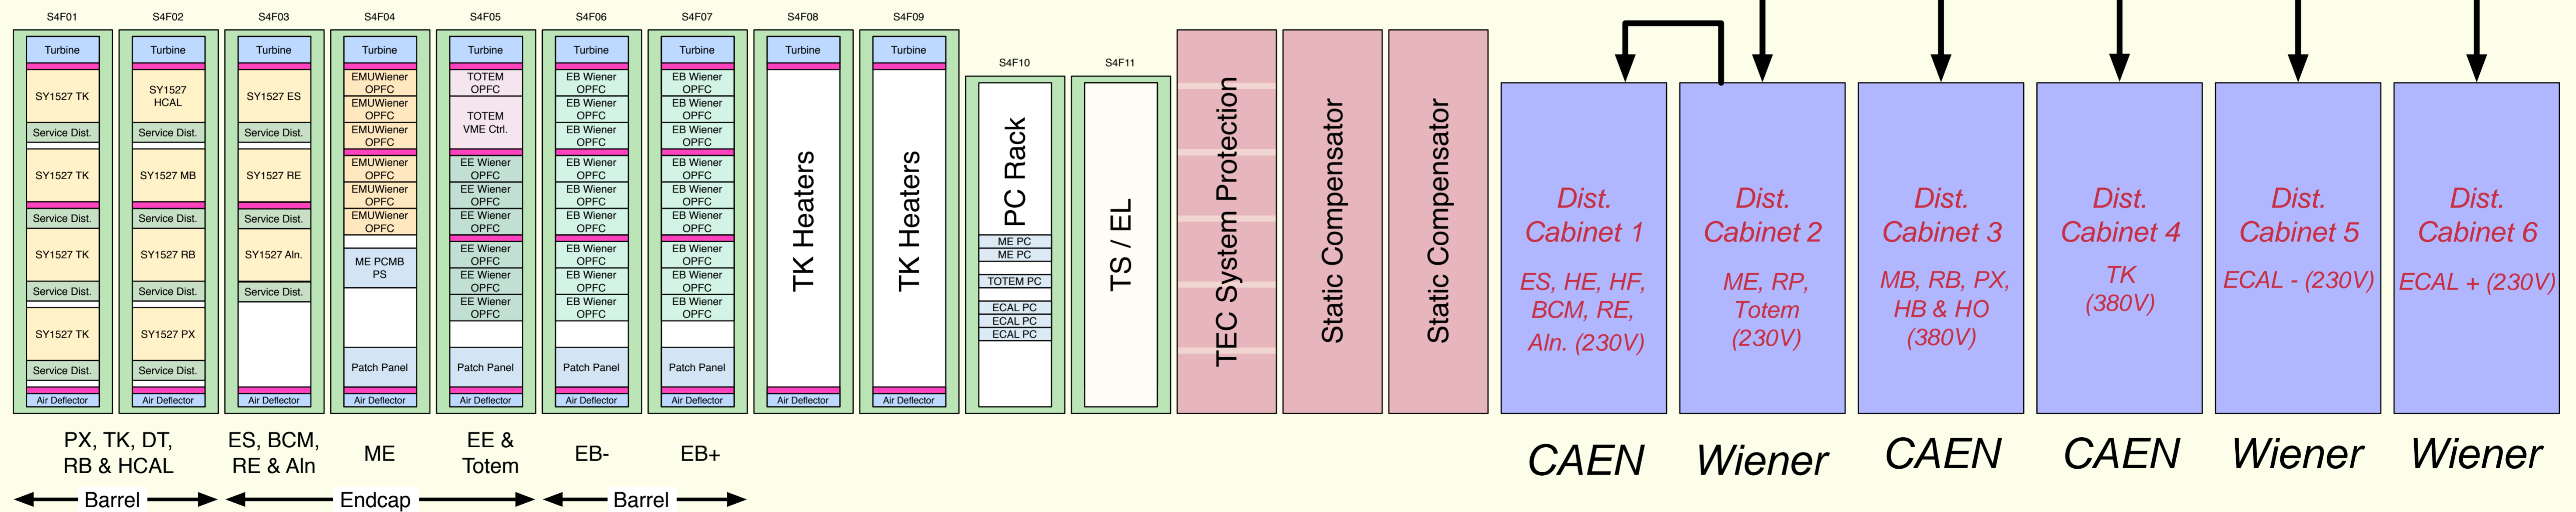 S4F01
Turbine
SY1527 TK
Service Dist.
SY1527 TK
Service Dist.
SY1527 TK
Service Dist.
SY1527 TK
Service Dist.
Air Deflector
S4F02
Turbine
SY1527
HCAL
Service Dist.
SY1527 MB
Service Dist.
SY1527 RB
Service Dist.
SY1527 PX
Service Dist.
Air Deflector
S4F03
Turbine
SY1527 ES
Service Dist.
SY1527 RE
Service Dist.
SY1527 Aln.
Service Dist.
Air Deflector
S4F04
Turbine
EMUWiener
OPFC
EMUWiener
OPFC
EMUWiener
OPFC
EMUWiener
OPFC
EMUWiener
OPFC
EMUWiener
OPFC
ME PCMB
PS
Patch Panel
Air Deflector
S4F05
Turbine
TOTEM
OPFC
TOTEM
VME Ctrl.
EE Wiener
OPFC
EE Wiener
OPFC
EE Wiener
OPFC
EE Wiener
OPFC
EE Wiener
OPFC
EE Wiener
OPFC
Patch Panel
Air Deflector
S4F06
Turbine
EB Wiener
OPFC
EB Wiener
OPFC
EB Wiener
OPFC
EB Wiener
OPFC
EB Wiener
OPFC
EB Wiener
OPFC
EB Wiener
OPFC
EB Wiener
OPFC
EB Wiener
OPFC
Patch Panel
Air Deflector
S4F07
Turbine
EB Wiener
OPFC
EB Wiener
OPFC
EB Wiener
OPFC
EB Wiener
OPFC
EB Wiener
OPFC
EB Wiener
OPFC
EB Wiener
OPFC
EB Wiener
OPFC
EB Wiener
OPFC
Patch Panel
Air Deflector
S4F08
Turbine
TK Heaters
Air Deflector
S4F09
Turbine
TK Heaters
Air Deflector
S4F10
PC Rack
ME PC
ME PC
TOTEM PC
ECAL PC
ECAL PC
ECAL PC
S4F11
TS / EL
TEC System Protection
Static Compensator
Static Compensator
Dist.
Cabinet 1
ES, HE, HF,
BCM, RE,
Aln. (230V)
CAEN
Dist.
Cabinet 2
ME, RP,
Totem
(230V)
Wiener
Dist.
Cabinet 3
MB, RB, PX,
HB & HO
(380V)
CAEN
Dist.
Cabinet 4
TK
(380V)
CAEN
Dist.
Cabinet 5
ECAL - (230V)
Wiener
Dist.
Cabinet 6
ECAL + (230V)
Wiener
PX, TK, DT,
RB & HCAL
ES, BCM,
RE & Aln
ME
EE &
Totem
EB-
EB+
Barrel
Endcap
Barrel